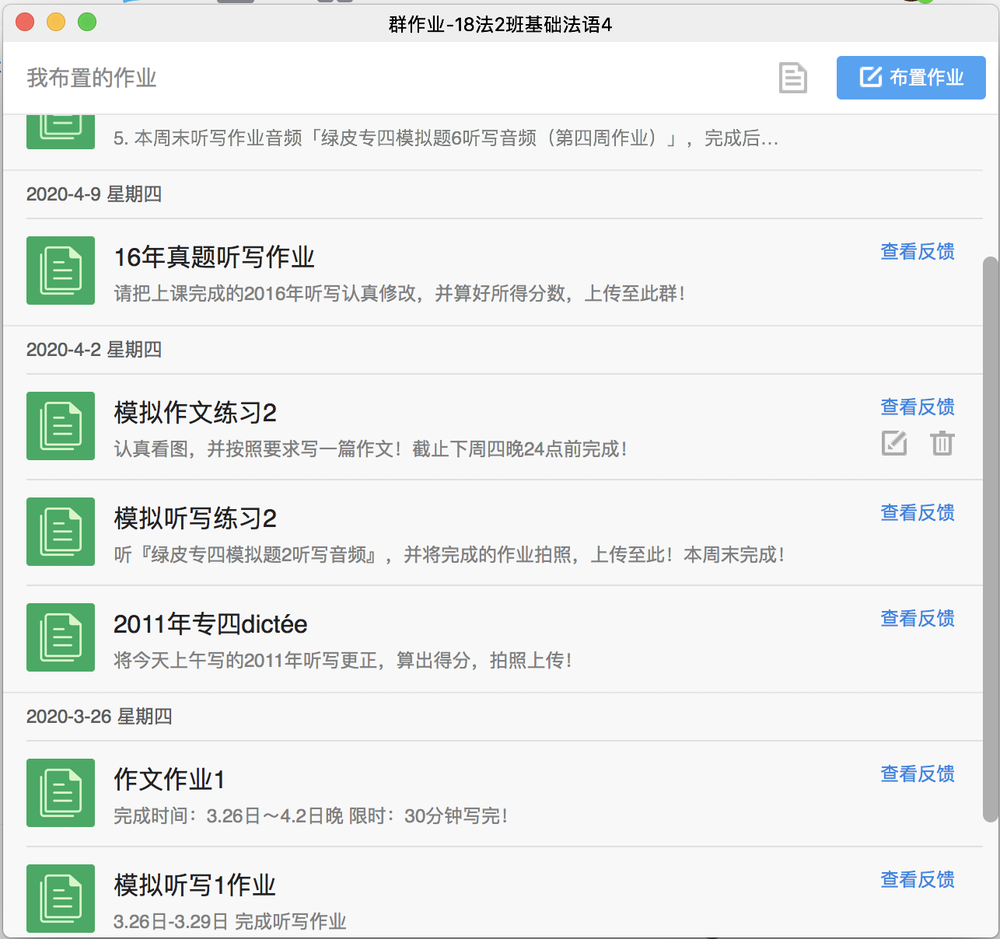 群作业-18法2班基础法语4
我布置的作业
布置作业
5. 本周末听写作业音频「绿皮专四模拟题6听写音频（第四周作业）」，完成后...
2020-4-9 星期四
16年真题听写作业
查看反馈
请把上课完成的2016年听写认真修改，并算好所得分数，上传至此群！
2020-4-2 星期四
模拟作文练习2
查看反馈
认真看图，并按照要求写一篇作文！截止下周四晚24点前完成！
模拟听写练习2
查看反馈
听『绿皮专四模拟题2听写音频』，并将完成的作业拍照，上传至此！本周末完成！
2011年专四dictée
查看反馈
将今天上午写的2011年听写更正，算出得分，拍照上传！
2020-3-26 星期四
作文作业1
查看反馈
完成时间：3.26日～4.2日晚 限时：30分钟写完！
模拟听写1作业
查看反馈
3.26日-3.29日 完成听写作业